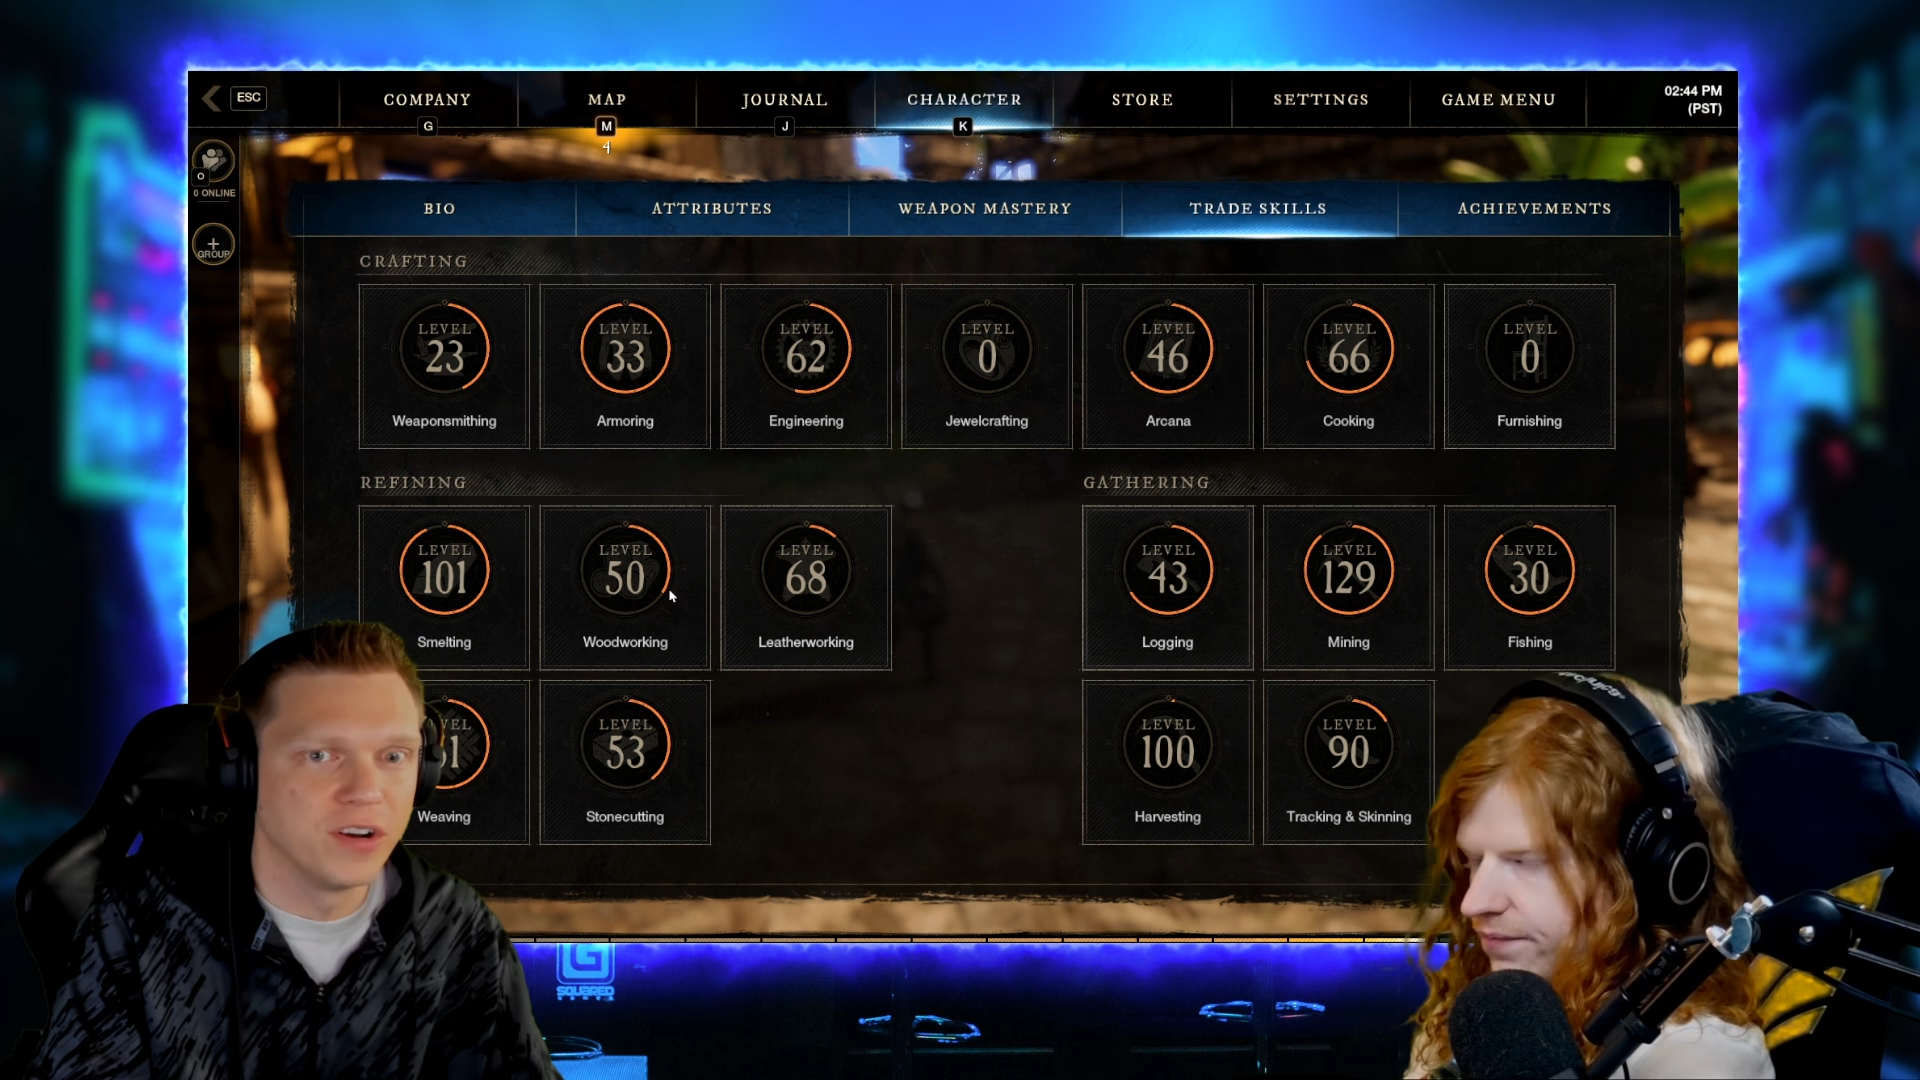 ESC
COMPANY
MAP
JOURNAL
CHARACTER
STORE
SETTINGS
GAME MENU
02:44 PM
(PST)
G
M
J
K
4
O
0 ONLINE
+
GROUP
BIO
ATTRIBUTES
WEAPON MASTERY
TRADE SKILLS
ACHIEVEMENTS
CRAFTING
LEVEL
23
Weaponsmithing
LEVEL
33
Armoring
LEVEL
62
Engineering
LEVEL
0
Jewelcrafting
LEVEL
46
Arcana
LEVEL
66
Cooking
LEVEL
0
Furnishing
REFINING
LEVEL
101
Smelting
LEVEL
50
Woodworking
LEVEL
68
Leatherworking
Weaving
LEVEL
53
Stonecutting
GATHERING
LEVEL
43
Logging
LEVEL
129
Mining
LEVEL
30
Fishing
LEVEL
100
Harvesting
LEVEL
90
Tracking & Skinning
G
SQUARED
GAMES